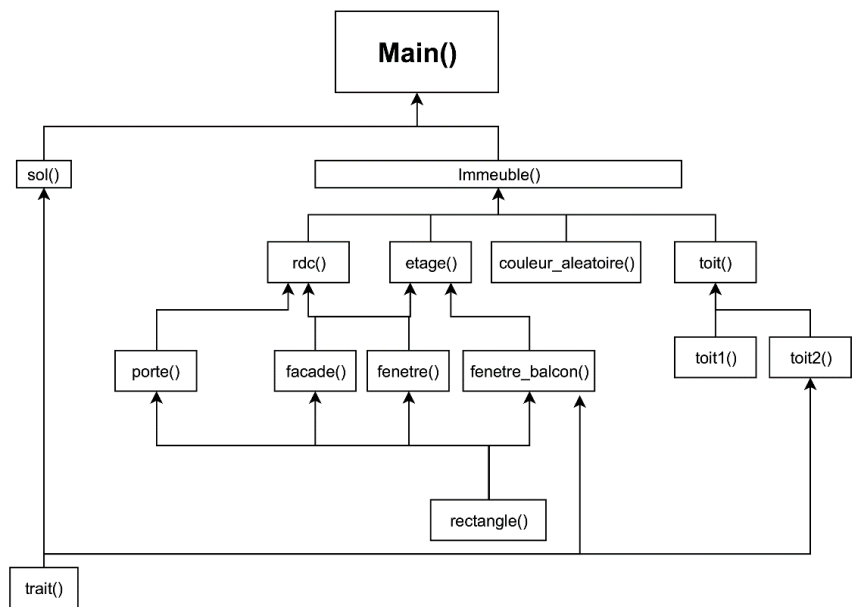 Main()
sol()
Immeuble()
rdc()
etage()
couleur_aleatoire()
toit()
porte()
facade()
fenetre()
fenetre_balcon()
toit1()
toit2()
rectangle()
trait()